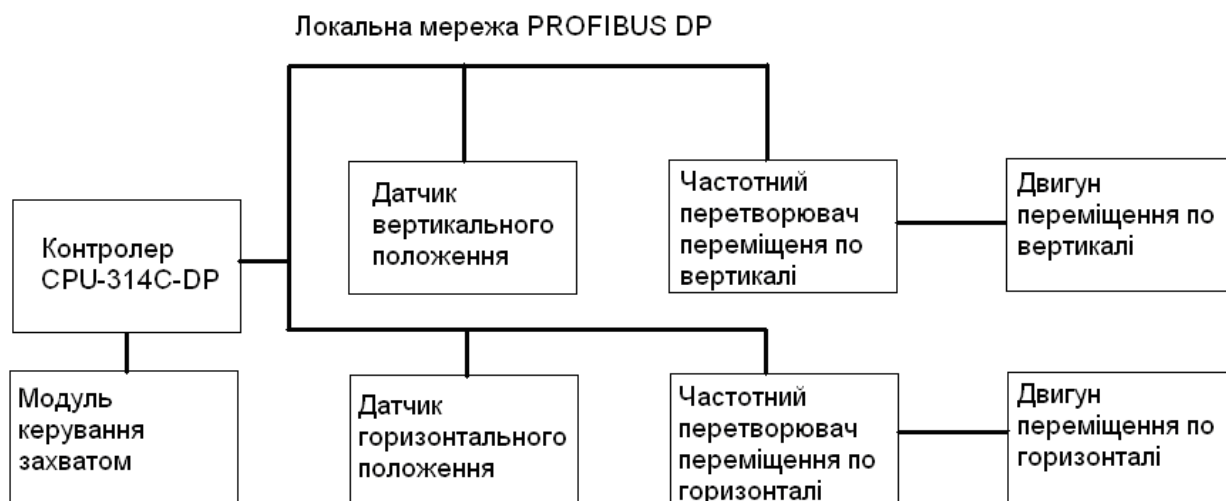 Локальна мережа PROFIBUS DP
Контролер
CPU-314C-DP
Датчик
вертикального
положення
Частотний
перетворювач
переміщеня по
вертикалі
Двигун
переміщення по
вертикалі
Модуль
керування
захватом
Датчик
горизонтального
положення
Частотний
перетворювач
переміщення по
горизонталі
Двигун
переміщення по
горизонталі